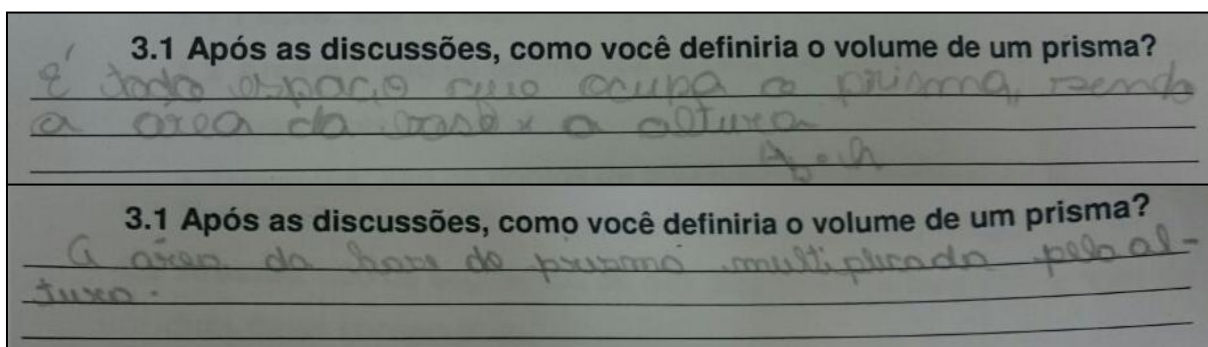 3.1 Após as discussões, como você definiria o volume de um prisma?
É todo espaço que ocupa o prisma, sendo
a área da base x a altura
Ab.h
3.1 Após as discussões, como você definiria o volume de um prisma?
A área da base do prisma multiplicada pela al-
tura.